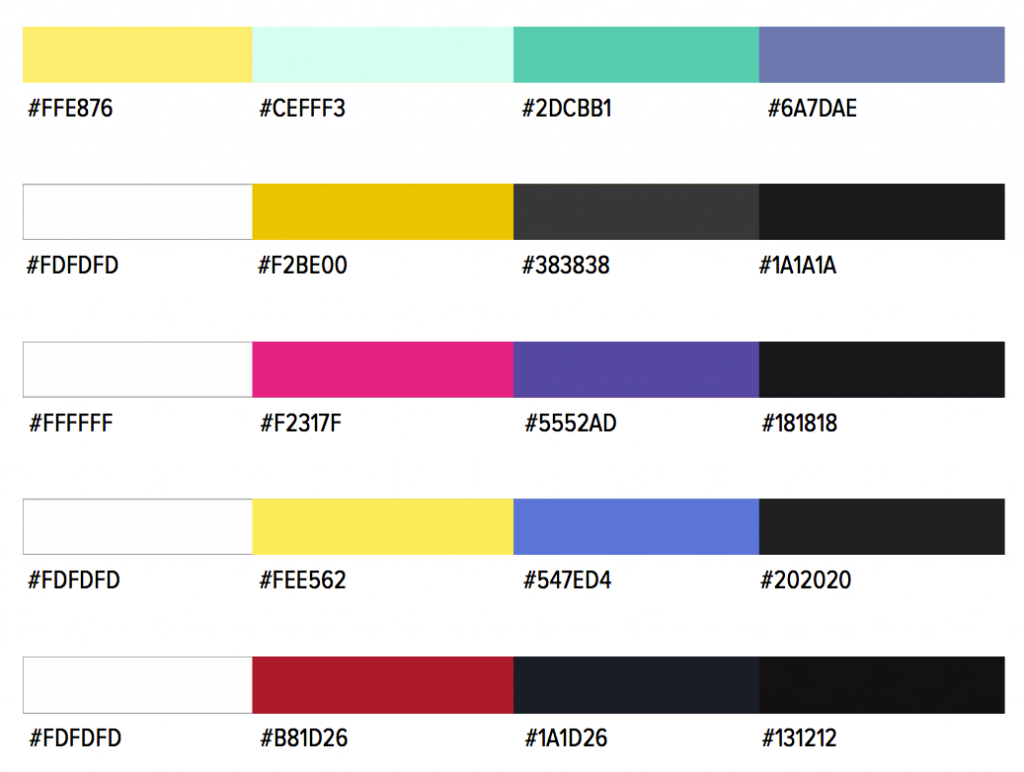 #FFE876 #CEFFF3 #2DCBB1 #6A7DAE
#FDFDFD #F2BE00 #383838 #1A1A1A
#FFFFFF #F2317F #5552AD #181818
#FDFDFD #FEE562 #547ED4 #202020
#FDFDFD #B81D26 #1A1D26 #131212